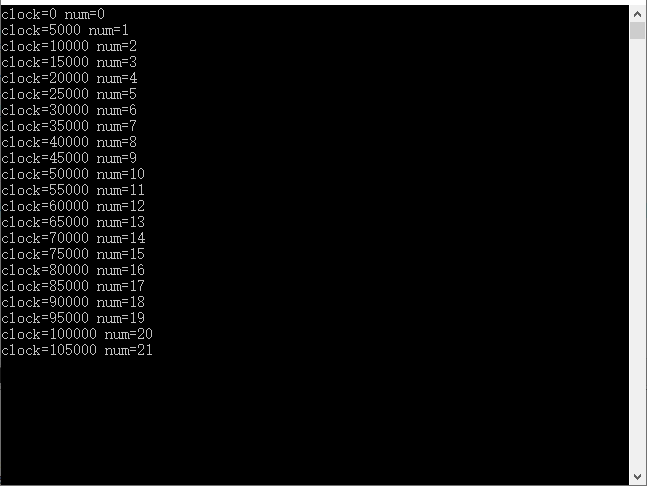 clock=0 num=0
clock=5000 num=1
clock=10000 num=2
clock=15000 num=3
clock=20000 num=4
clock=25000 num=5
clock=30000 num=6
clock=35000 num=7
clock=40000 num=8
clock=45000 num=9
clock=50000 num=10
clock=55000 num=11
clock=60000 num=12
clock=65000 num=13
clock=70000 num=14
clock=75000 num=15
clock=80000 num=16
clock=85000 num=17
clock=90000 num=18
clock=95000 num=19
clock=100000 num=20
clock=105000 num=21